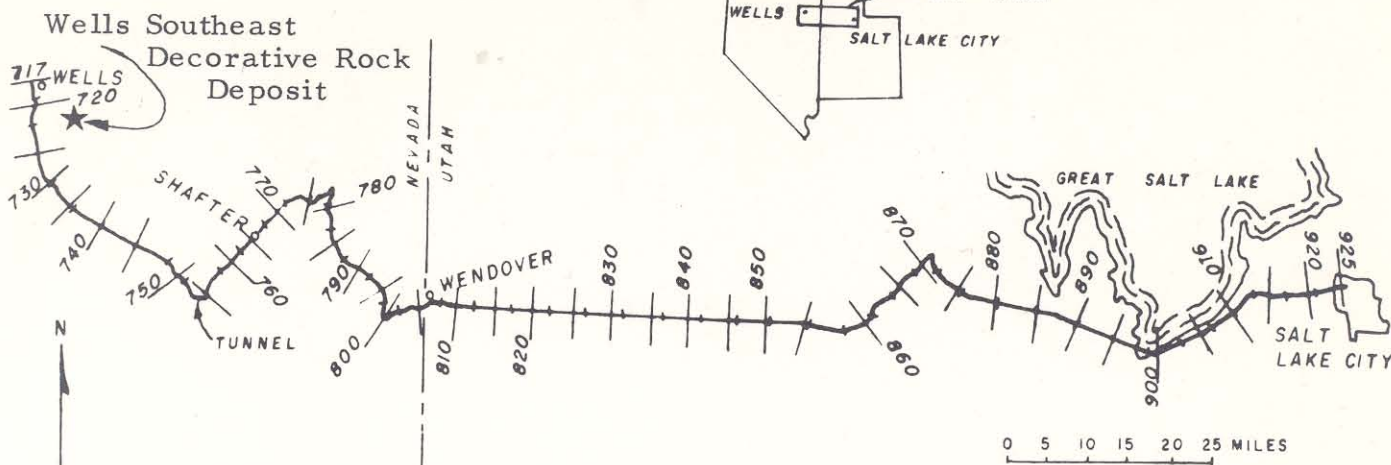 WELLS
SALT LAKE CITY
Wells Southeast
Decorative Rock
Deposit
717 WELLS
720
730
740
750
TUNNEL
SHAFTER
760
770
780
790
800
NEVADA
UTAH
WENDOVER
810
820
830
840
850
860
870
880
890
GREAT SALT LAKE
900
910
920
925
SALT
LAKE CITY
N
0 5 10 15 20 25 MILES